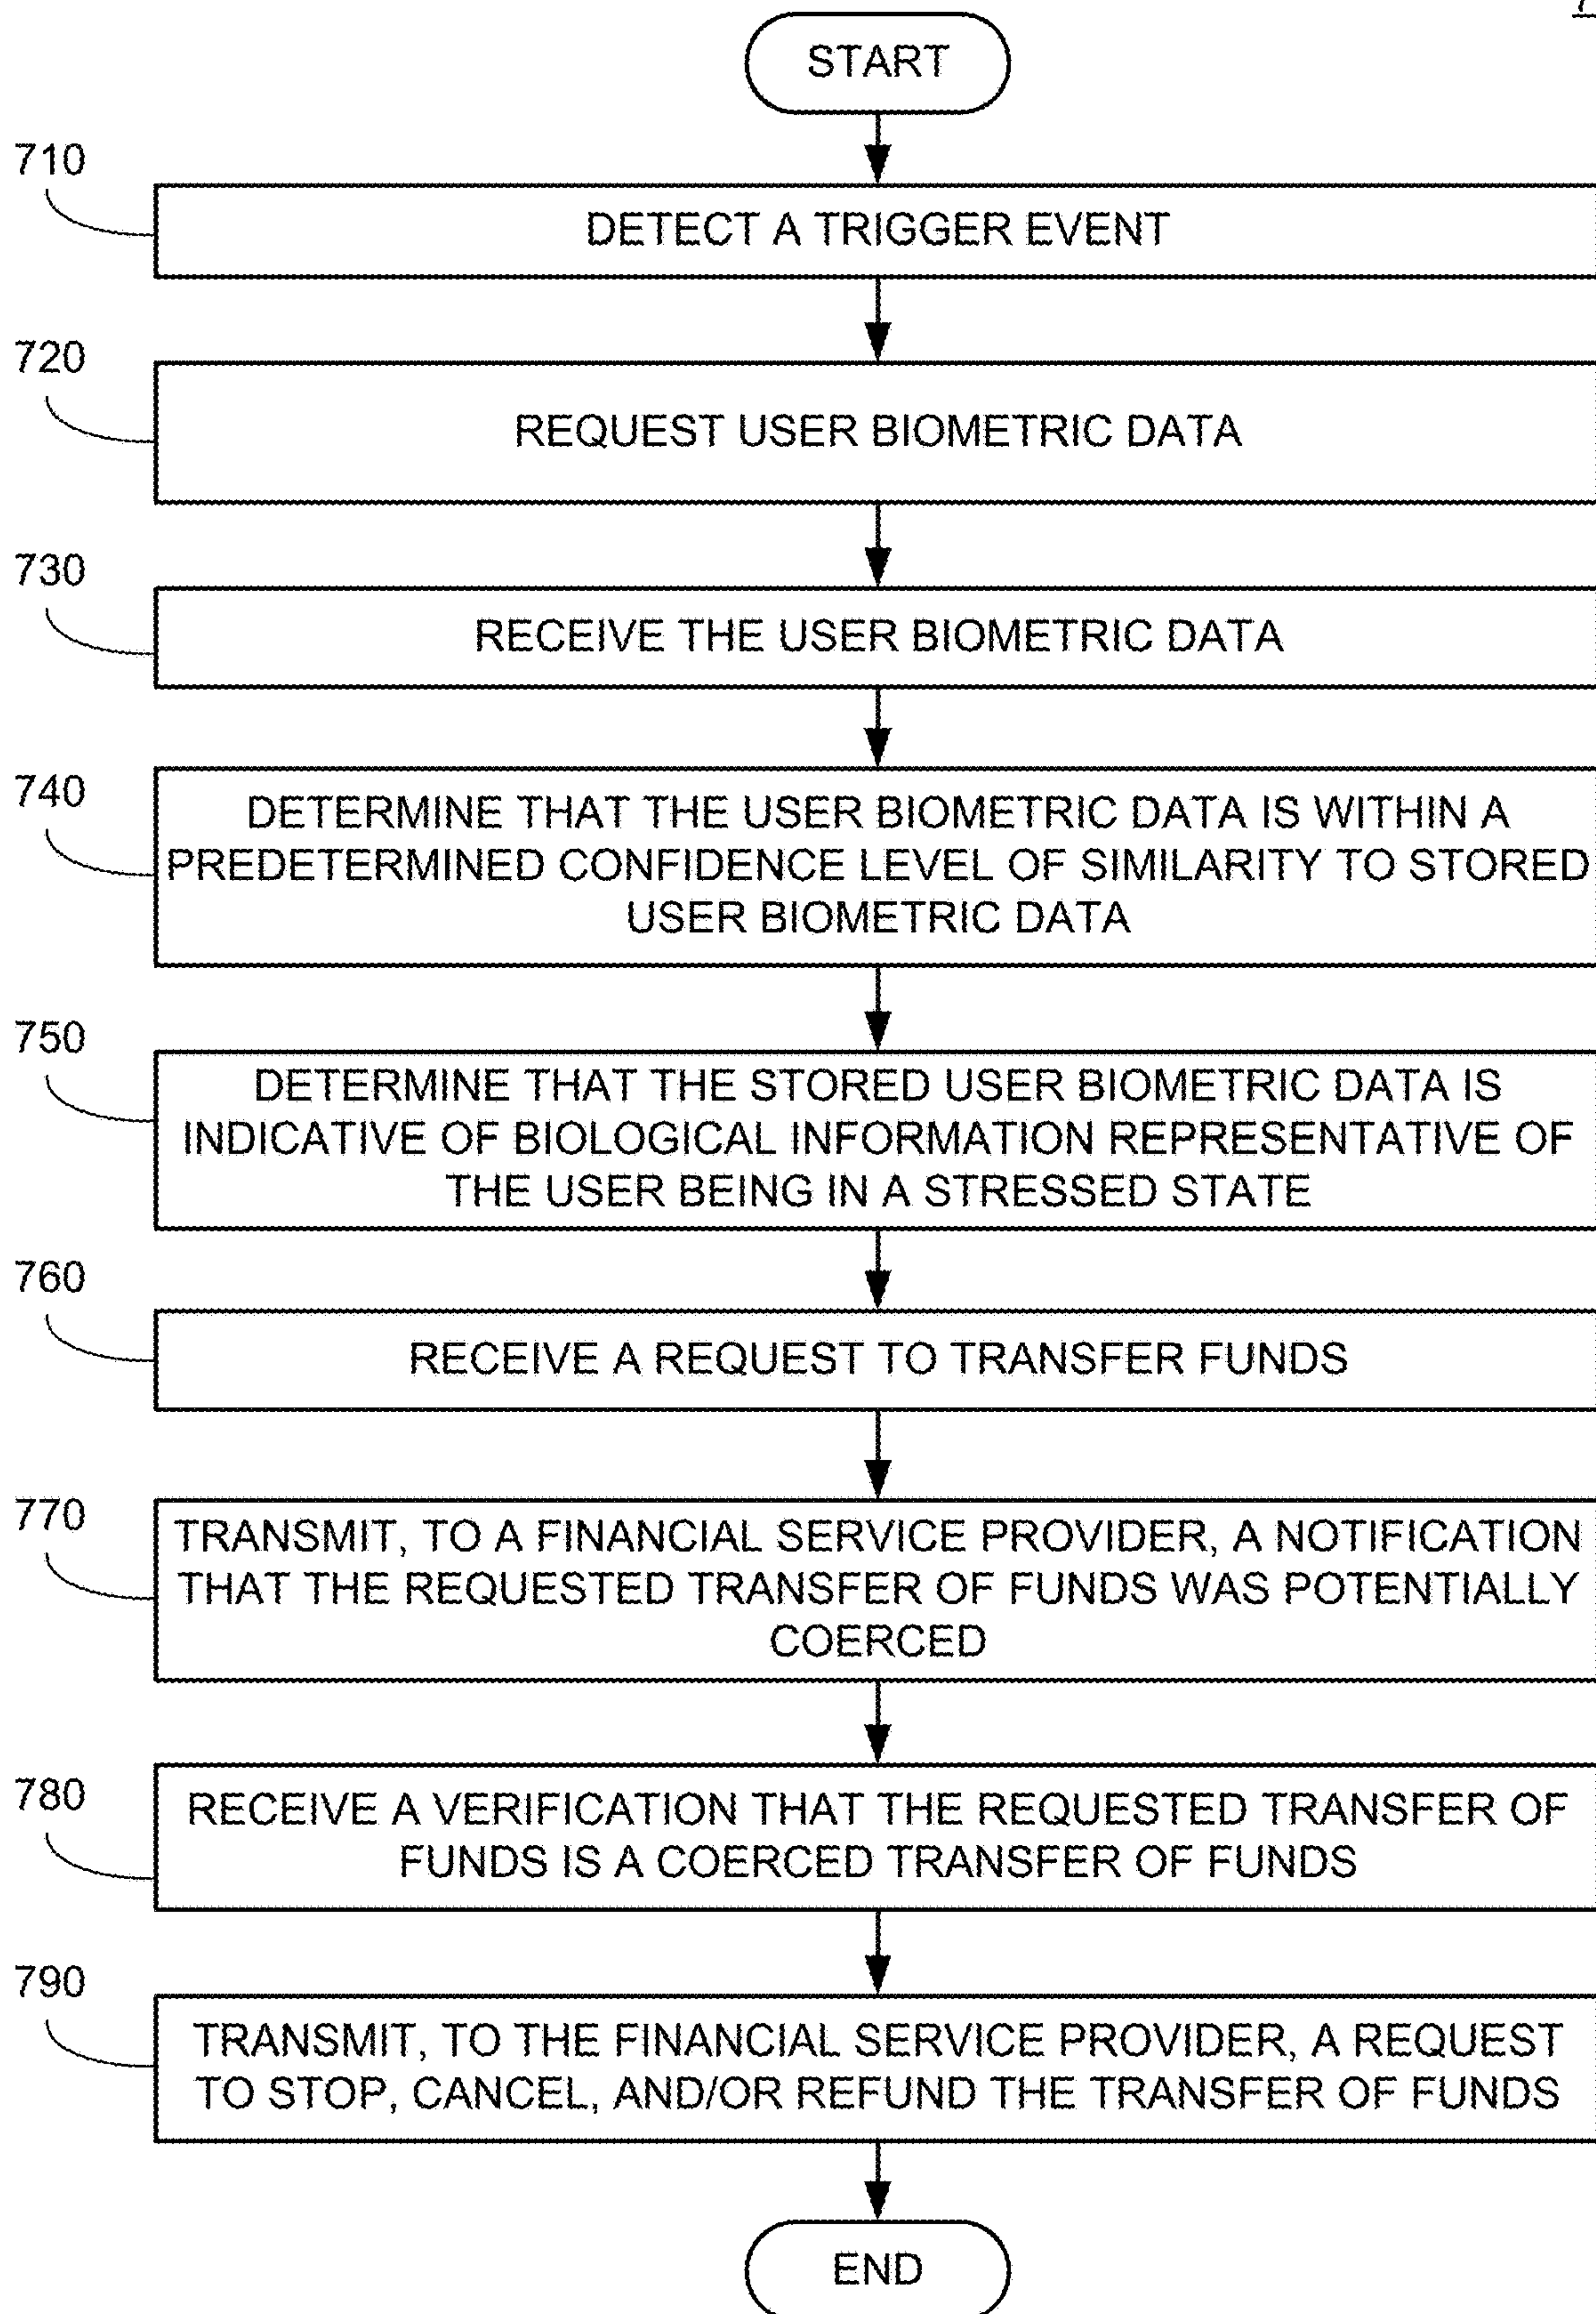 7
START
710
DETECT A TRIGGER EVENT
720
REQUEST USER BIOMETRIC DATA
730
RECEIVE THE USER BIOMETRIC DATA
740
DETERMINE THAT THE USER BIOMETRIC DATA IS WITHIN A
PREDETERMINED CONFIDENCE LEVEL OF SIMILARITY TO STORED
USER BIOMETRIC DATA
750
DETERMINE THAT THE STORED USER BIOMETRIC DATA IS
INDICATIVE OF BIOLOGICAL INFORMATION REPRESENTATIVE OF
THE USER BEING IN A STRESSED STATE
760
RECEIVE A REQUEST TO TRANSFER FUNDS
770
TRANSMIT, TO A FINANCIAL SERVICE PROVIDER, A NOTIFICATION
THAT THE REQUESTED TRANSFER OF FUNDS WAS POTENTIALLY
COERCED
780
RECEIVE A VERIFICATION THAT THE REQUESTED TRANSFER OF
FUNDS IS A COERCED TRANSFER OF FUNDS
790
TRANSMIT, TO THE FINANCIAL SERVICE PROVIDER, A REQUEST
TO STOP, CANCEL, AND/OR REFUND THE TRANSFER OF FUNDS
END